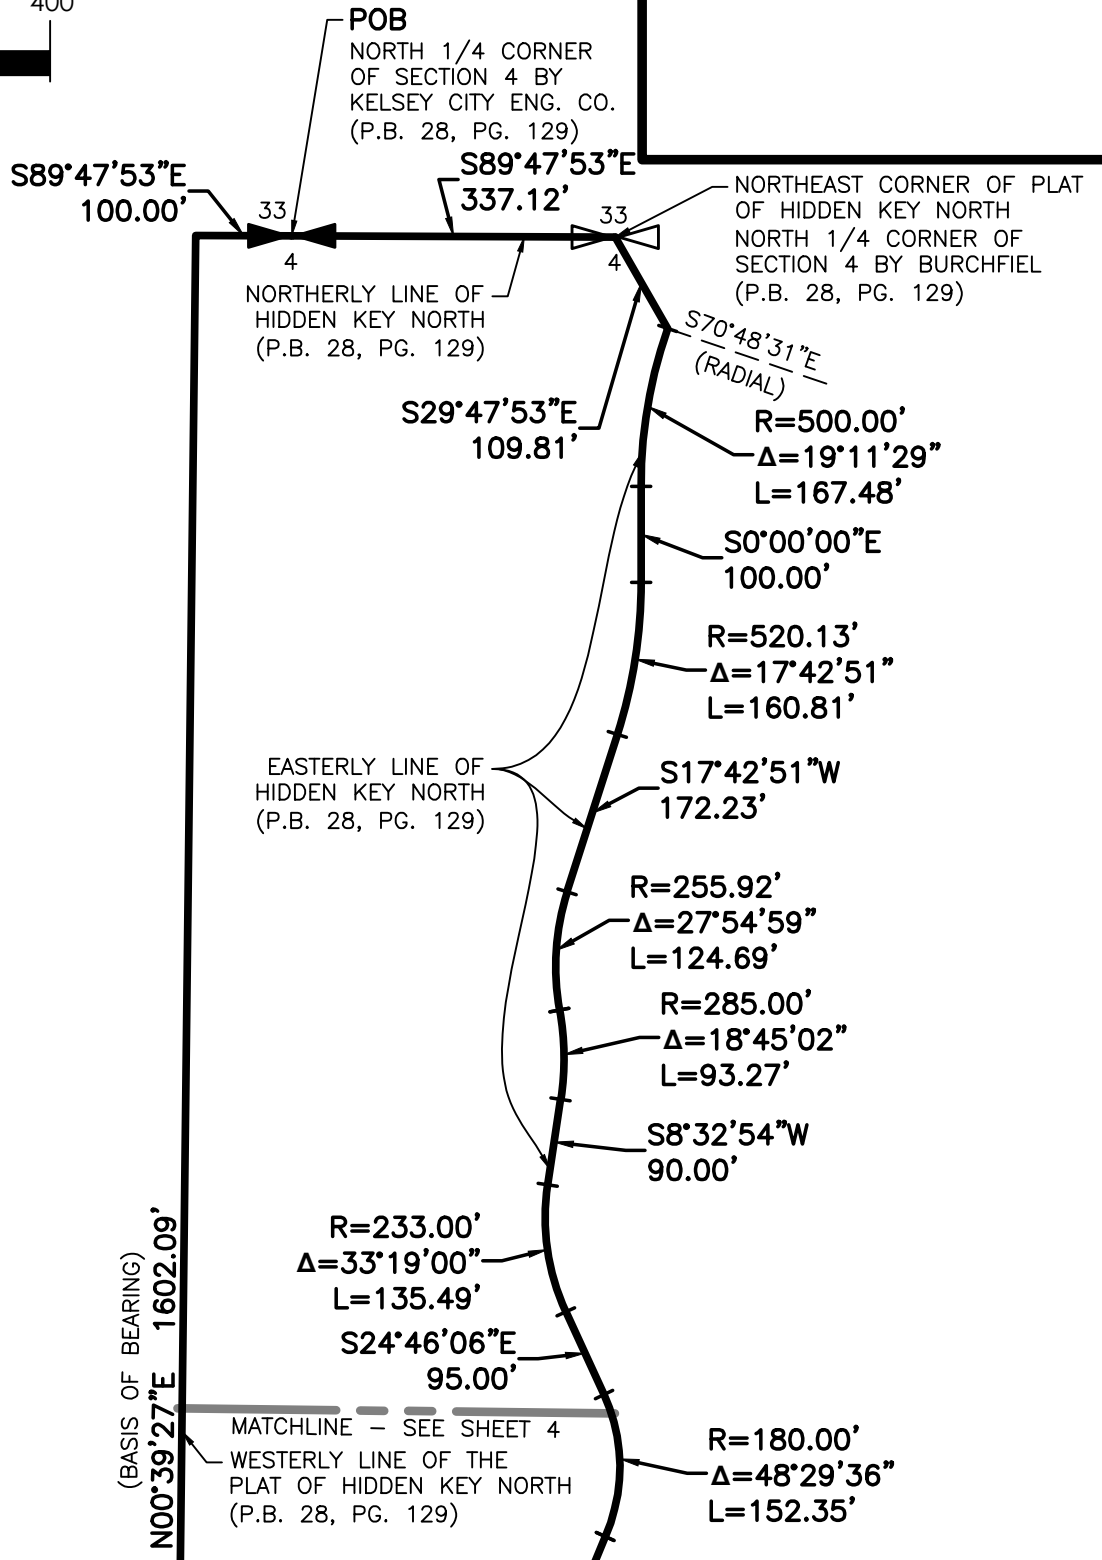 400
POB
NORTH 1/4 CORNER
OF SECTION 4 BY
KELSEY CITY ENG. CO.
(P.B. 28, PG. 129)
S89°47'53"E
100.00'
S89°47'53"E
337.12'
33
4
33
4
NORTHEAST CORNER OF PLAT
OF HIDDEN KEY NORTH
NORTH 1/4 CORNER OF
SECTION 4 BY BURCHFIEL
(P.B. 28, PG. 129)
NORTHERLY LINE OF
HIDDEN KEY NORTH
(P.B. 28, PG. 129)
S70°48'31"E
(RADIAL)
S29°47'53"E
109.81'
R=500.00'
Δ=19°11'29"
L=167.48'
S0°00'00"E
100.00'
R=520.13'
Δ=17°42'51"
L=160.81'
EASTERLY LINE OF
HIDDEN KEY NORTH
(P.B. 28, PG. 129)
S17°42'51"W
172.23'
R=255.92'
Δ=27°54'59"
L=124.69'
R=285.00'
Δ=18°45'02"
L=93.27'
S8°32'54"W
90.00'
R=233.00'
Δ=33°19'00"
L=135.49'
S24°46'06"E
95.00'
(BASIS OF BEARING)
N00°39'27"E 1602.09'
MATCHLINE – SEE SHEET 4
WESTERLY LINE OF THE
PLAT OF HIDDEN KEY NORTH
(P.B. 28, PG. 129)
R=180.00'
Δ=48°29'36"
L=152.35'